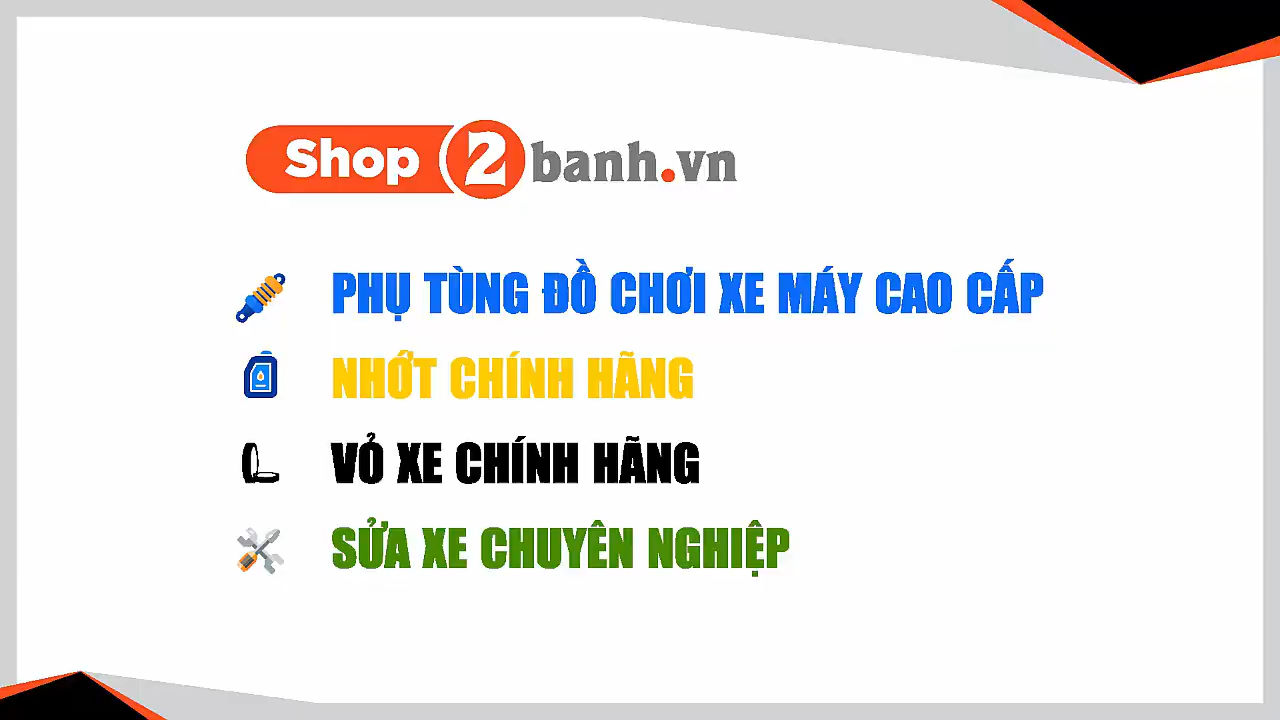 Shop2banh.vn
PHỤ TÙNG ĐỒ CHƠI XE MÁY CAO CẤP
NHỚT CHÍNH HÃNG
VỎ XE CHÍNH HÃNG
SỬA XE CHUYÊN NGHIỆP